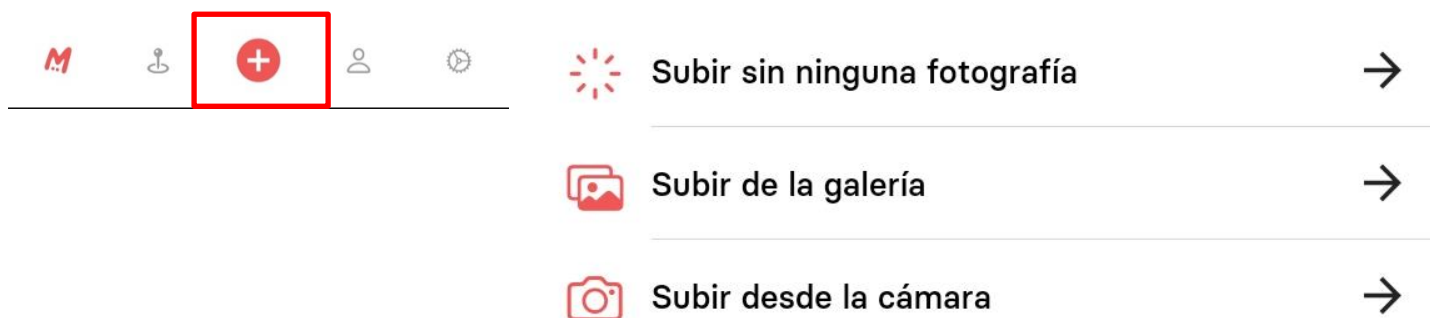 M
Subir sin ninguna fotografía
Subir de la galería
Subir desde la cámara